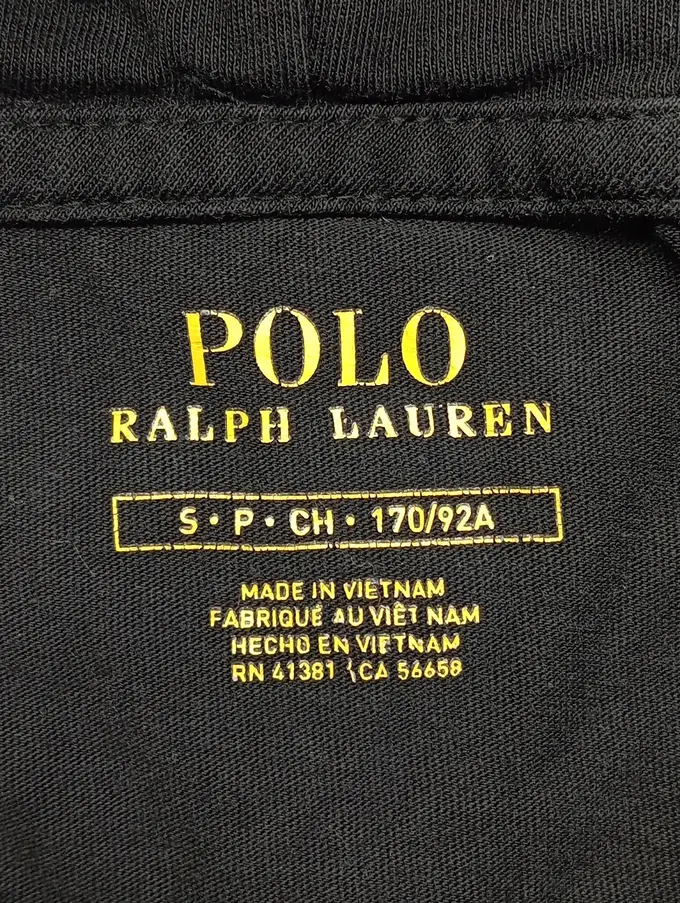 POLO
RALPH LAUREN
S • P • CH • 170/92A
MADE IN VIETNAM
FABRIQUÉ AU VIÊT NAM
HECHO EN VIETNAM
RN 41381 \ CA 56658